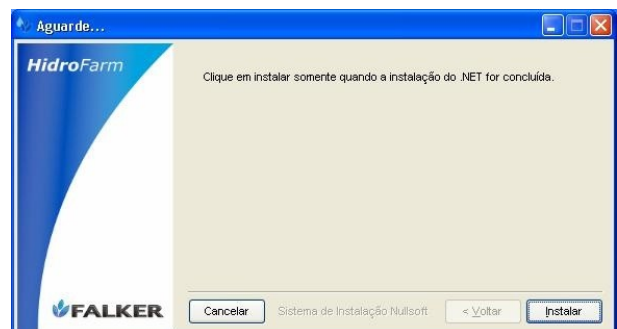 Aguarde...
HidroFarm
Clique em instalar somente quando a instalação do .NET for concluída.
FALKER
Cancelar
Sistema de Instalação Nullsoft
< Voltar
Instalar